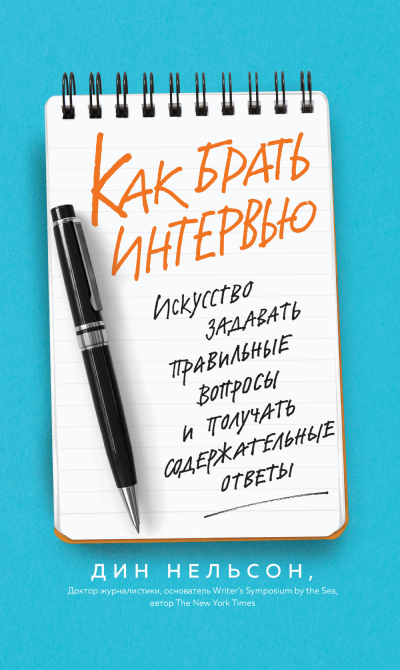 Как брать
интервью
Искусство
задавать
правильные
вопросы
и получать
содержательные
ответы
ДИН НЕЛЬСОН,
Доктор журналистики, основатель Writer's Symposium by the Sea,
автор The New York Times